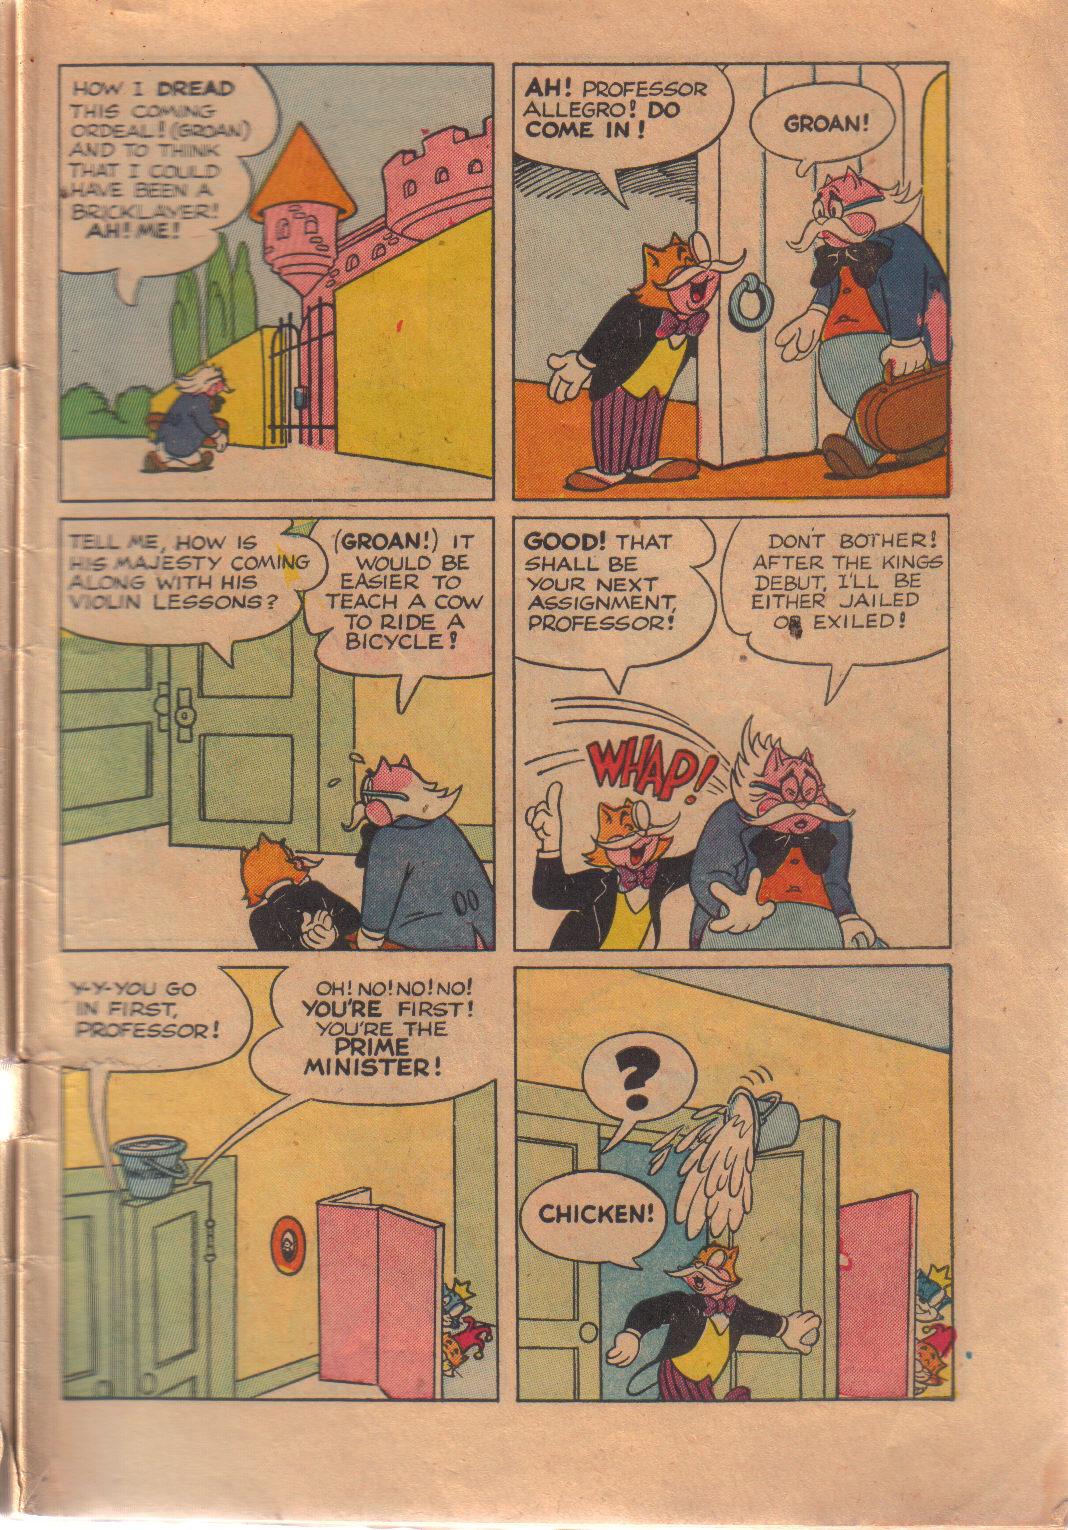 HOW I DREAD
THIS COMING
ORDEAL! (GROAN)
AND TO THINK
THAT I COULD
HAVE BEEN A
BRICKLAYER!
AH! ME!
AH! PROFESSOR
ALLEGRO! DO
COME IN!
GROAN!
TELL ME, HOW IS
HIS MAJESTY COMING
ALONG WITH HIS
VIOLIN LESSONS?
(GROAN!) IT
WOULD BE
EASIER TO
TEACH A COW
TO RIDE A
BICYCLE!
GOOD! THAT
SHALL BE
YOUR NEXT
ASSIGNMENT,
PROFESSOR!
DON'T BOTHER!
AFTER THE KINGS
DEBUT, I'LL BE
EITHER JAILED
OR EXILED!
WHAP!
Y-Y-YOU GO
IN FIRST,
PROFESSOR!
OH! NO! NO! NO!
YOU'RE FIRST!
YOU'RE THE
PRIME
MINISTER!
?
CHICKEN!